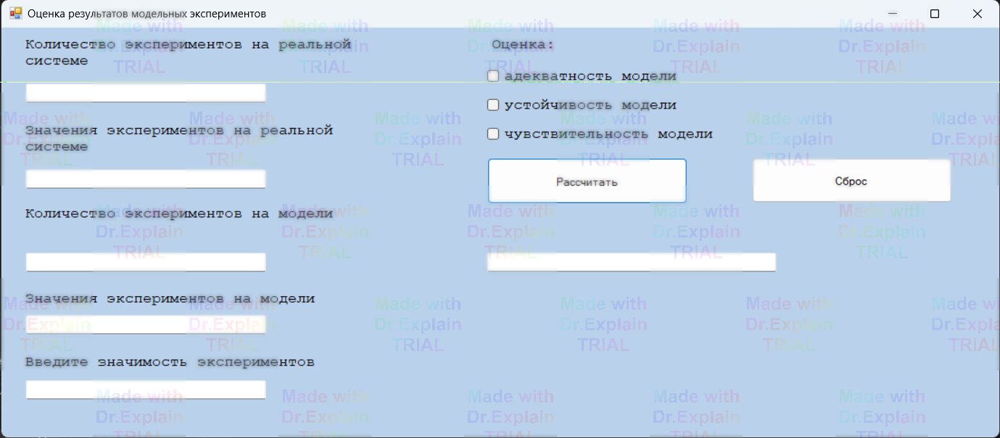 Оценка результатов модельных экспериментов
Количество экспериментов на реальной
системе
Значения экспериментов на реальной
системе
Количество экспериментов на модели
Значения экспериментов на модели
Введите значимость экспериментов
Оценка:
адекватность модели
устойчивость модели
чувствительность модели
Рассчитать
Сброс
Made with
Dr.Explain
TRIAL